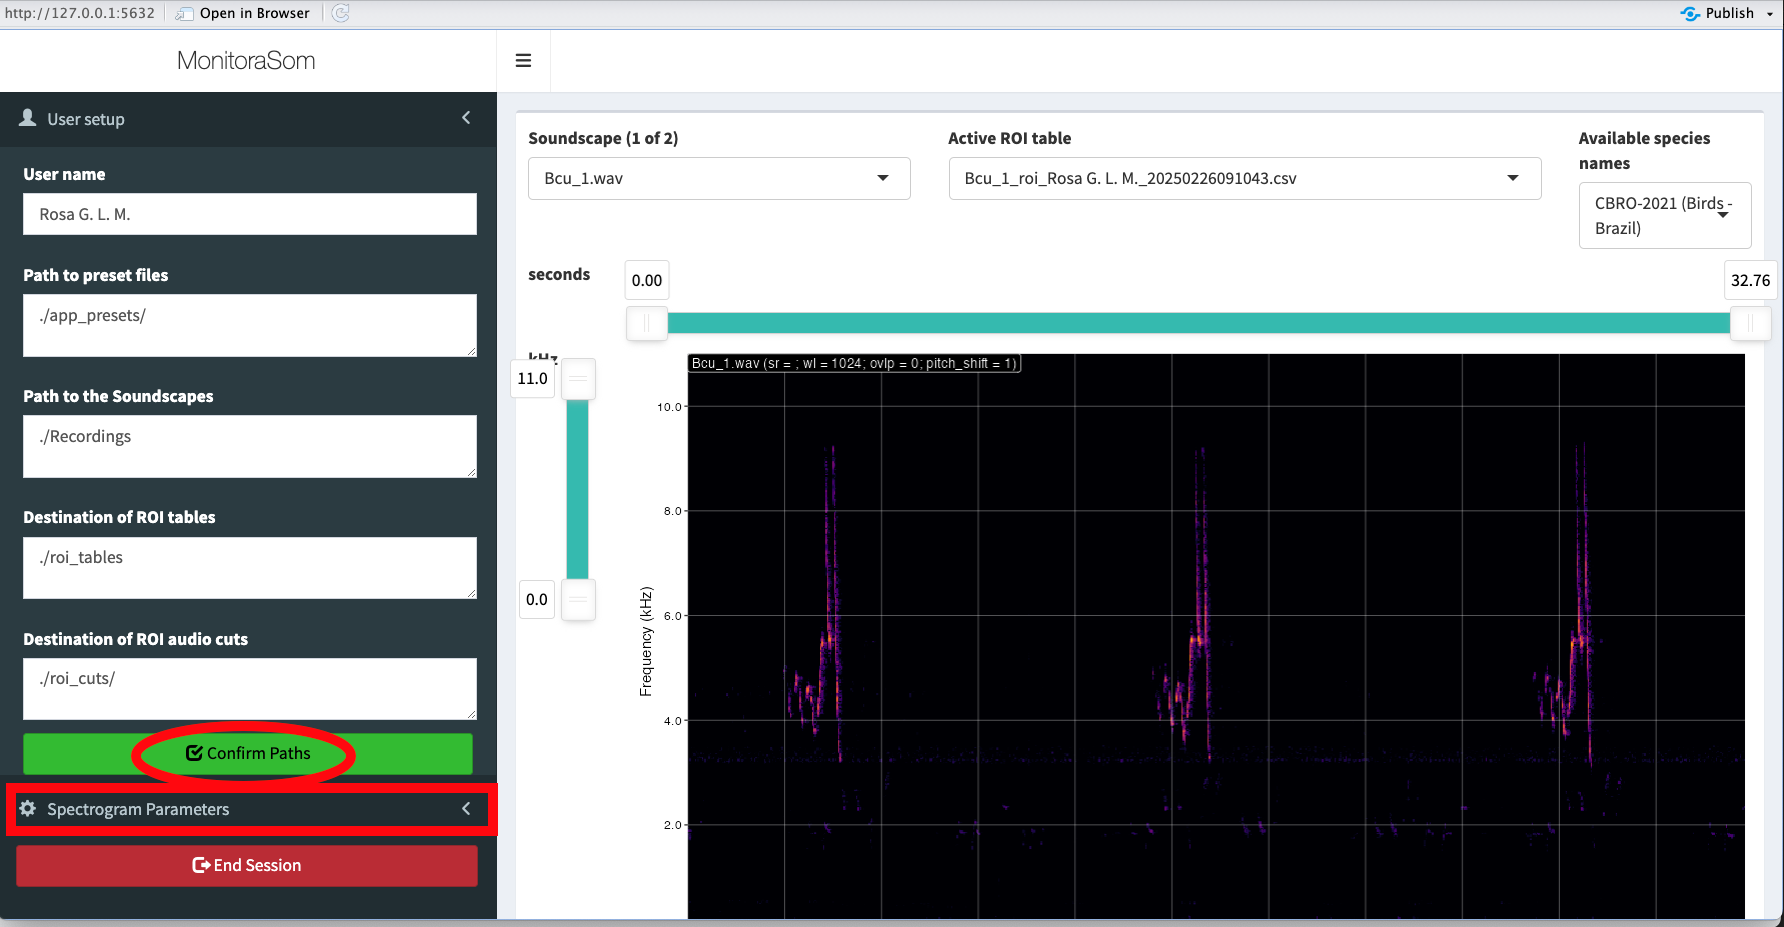 http://127.0.0.1:5632
Open in Browser
Publish
MonitoraSom
User setup
User name
Rosa G. L. M.
Path to preset files
./app_presets/
Path to the Soundscapes
./Recordings
Destination of ROI tables
./roi_tables
Destination of ROI audio cuts
./roi_cuts/
Confirm Paths
Spectrogram Parameters
End Session
Soundscape (1 of 2)
Bcu_1.wav
Active ROI table
Bcu_1_roi_Rosa G. L. M._20250226091043.csv
Available species
names
CBRO-2021 (Birds -
Brazil)
seconds
0.00
32.76
kHz
11.0
0.0
Bcu_1.wav (sr = ; wl = 1024; ovlp = 0; pitch_shift = 1)
10.0
8.0
6.0
4.0
2.0
Frequency (kHz)